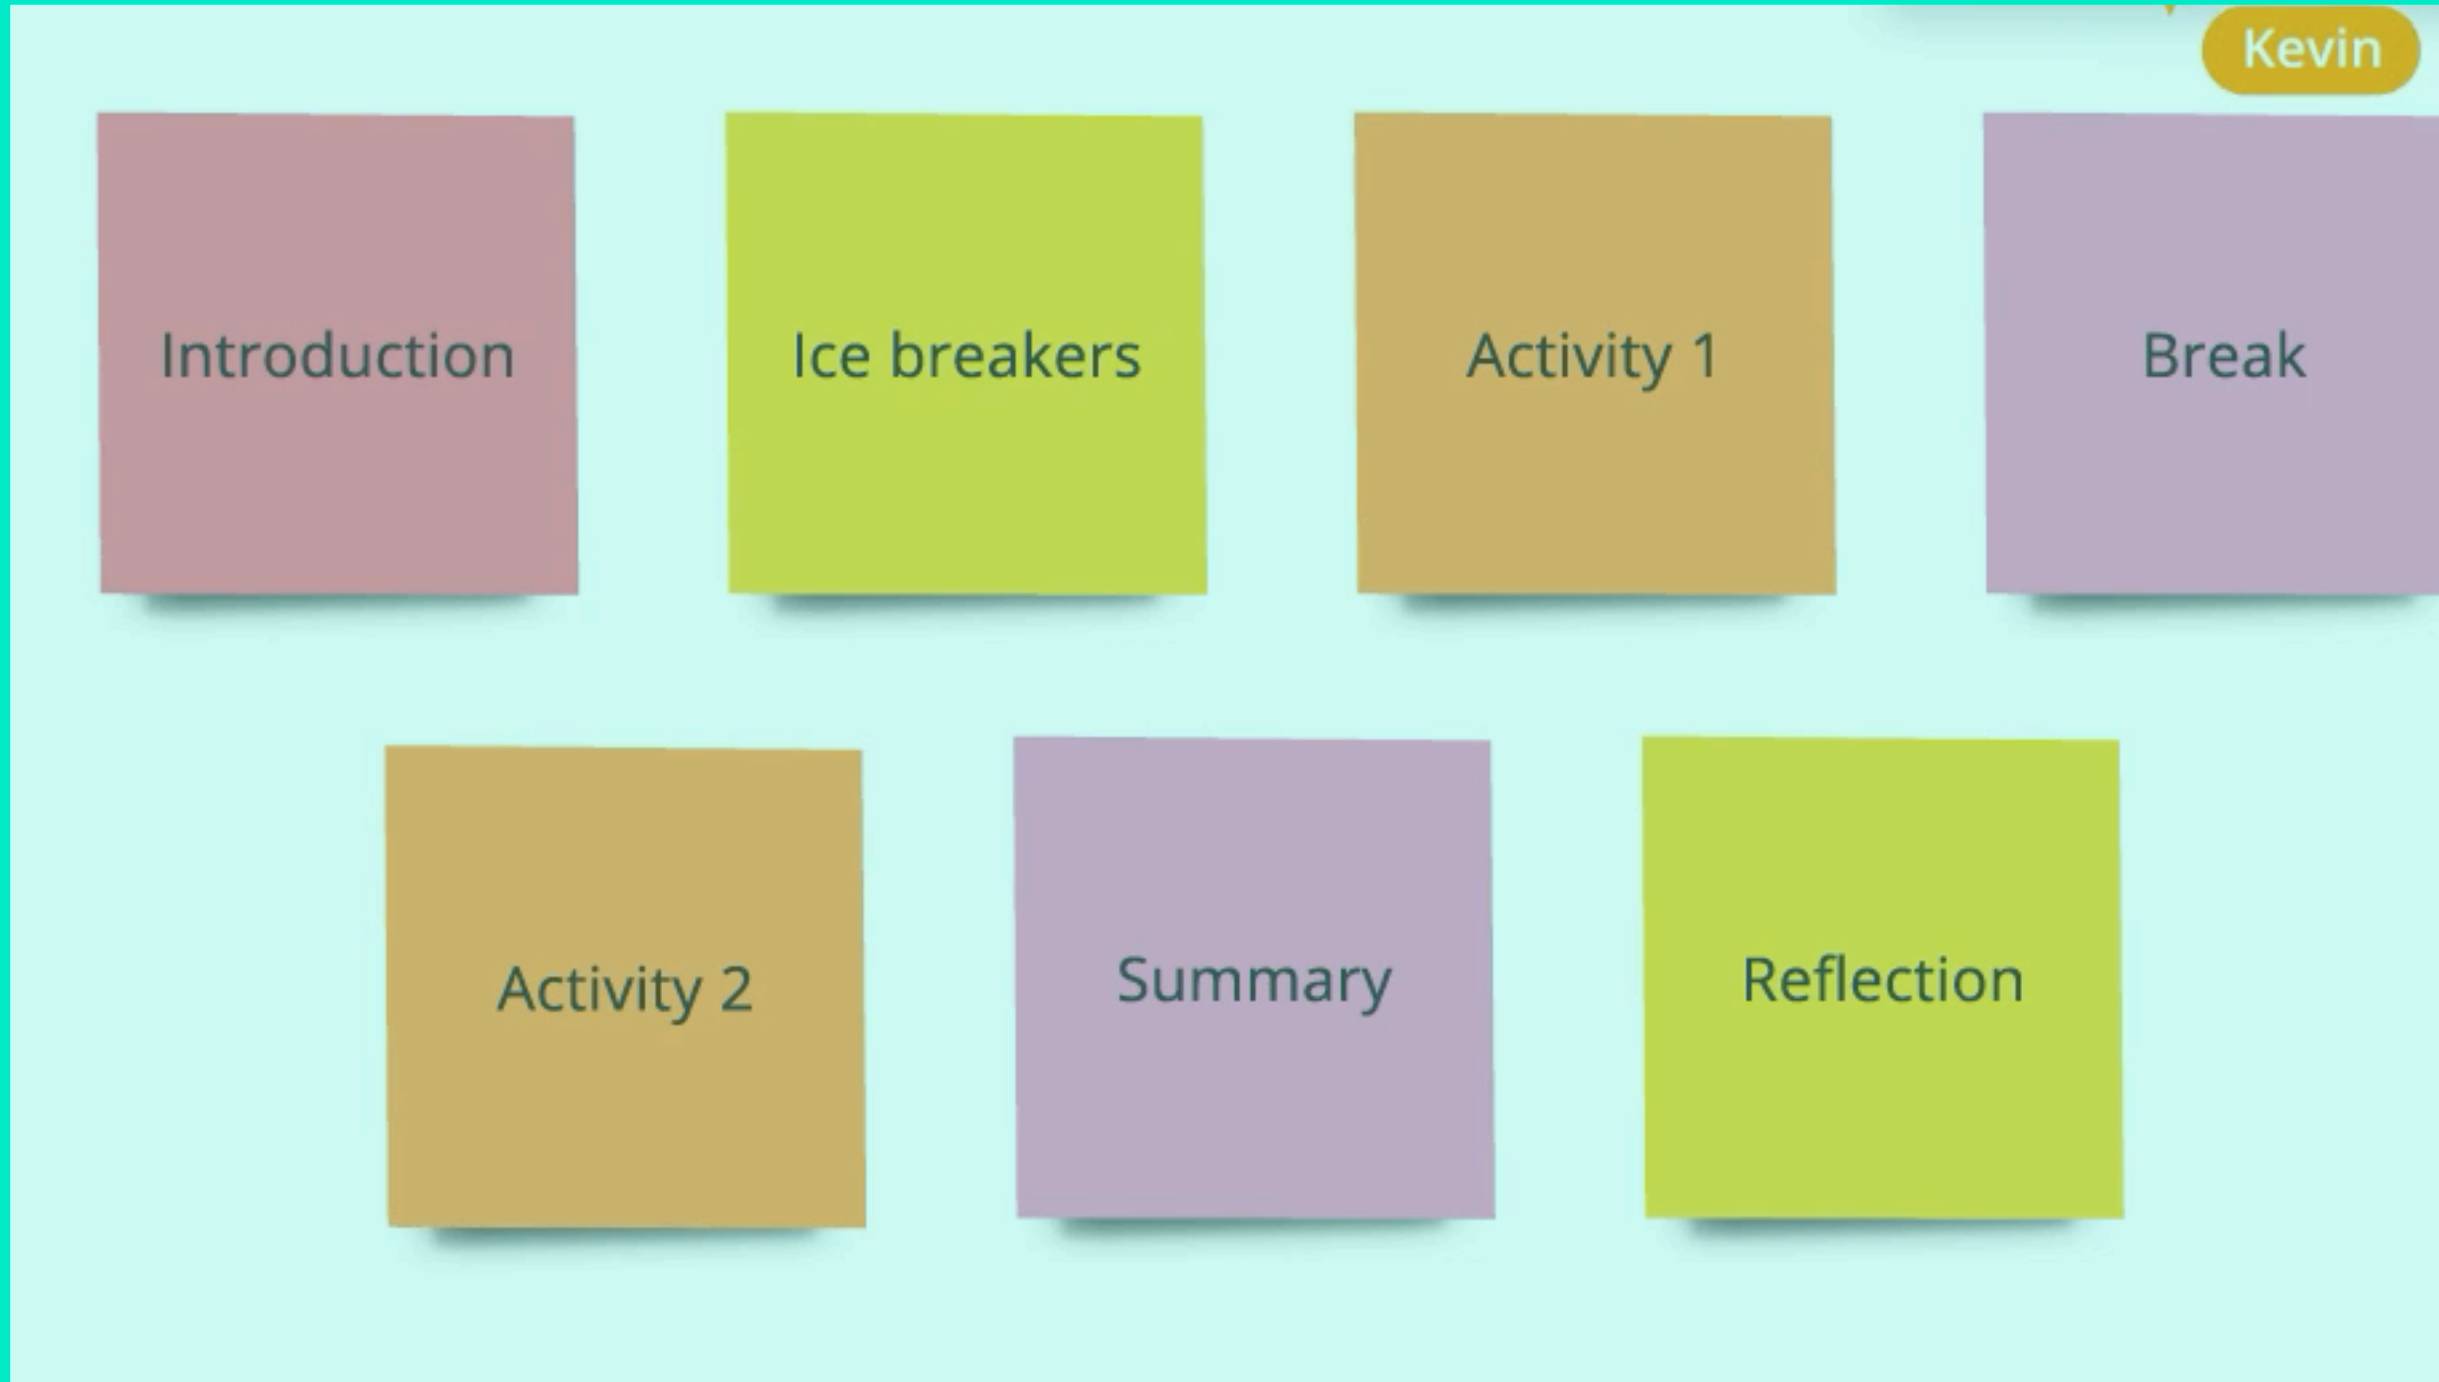 Kevin
Introduction
Ice breakers
Activity 1
Break
Activity 2
Summary
Reflection